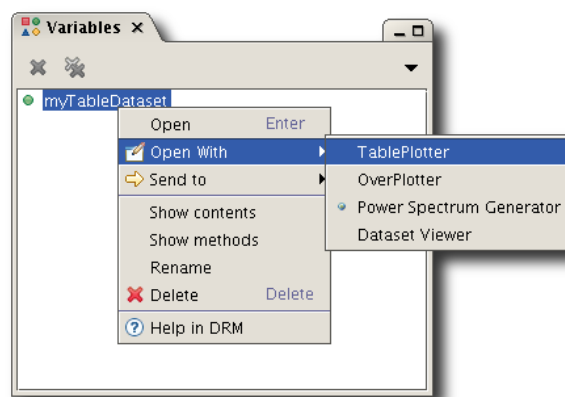 Variables
myTableDataset
Open Enter
Open With
Send to
Show contents
Show methods
Rename
Delete Delete
Help in DRM
TablePlotter
OverPlotter
Power Spectrum Generator
Dataset Viewer